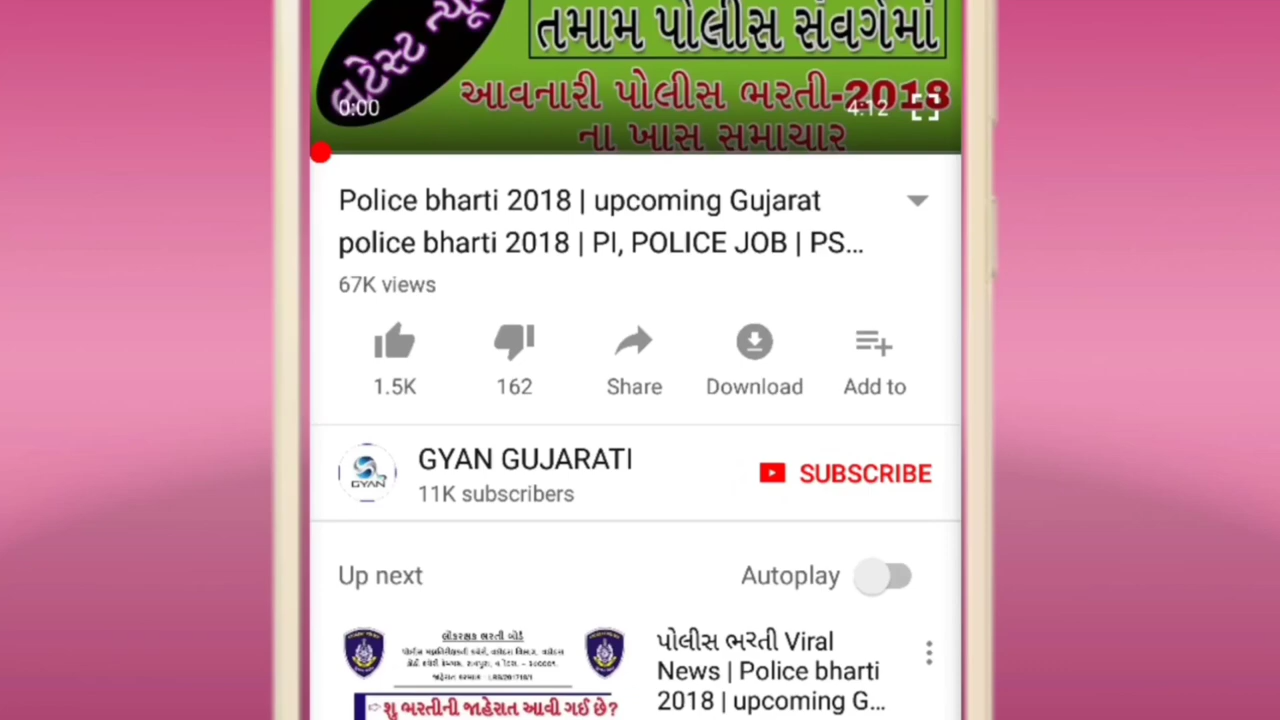 લેટેસ્ટ ન્યૂ
તમામ પોલીસ સંવર્ગમાં
આવનારી પોલીસ ભરતી-2018
ના ખાસ સમાચાર
0:00
4:12
Police bharti 2018 | upcoming Gujarat
police bharti 2018 | PI, POLICE JOB | PS...
67K views
1.5K
162
Share
Download
Add to
GYAN
GYAN GUJARATI
11K subscribers
SUBSCRIBE
Up next
Autoplay
લોકરક્ષક ભરતી બોર્ડ
શુ ભરતીની જાહેરાત આવી ગઈ છે?
પોલીસ ભરતી Viral
News | Police bharti
2018 | upcoming G...